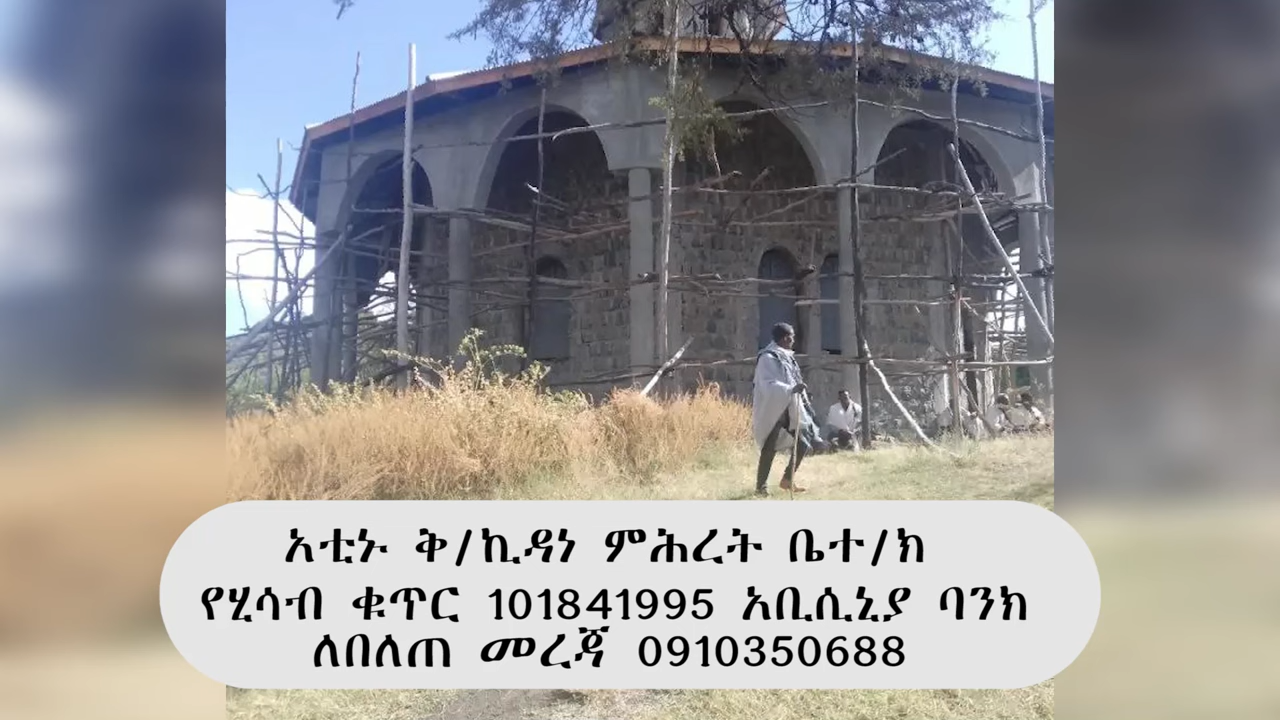 አቲኑ ቅ/ኪዳነ ምሕረት ቤተ/ክ
የሂሳብ ቁጥር 101841995 አቢሲኒያ ባንክ
ለበለጠ መረጃ 0910350688